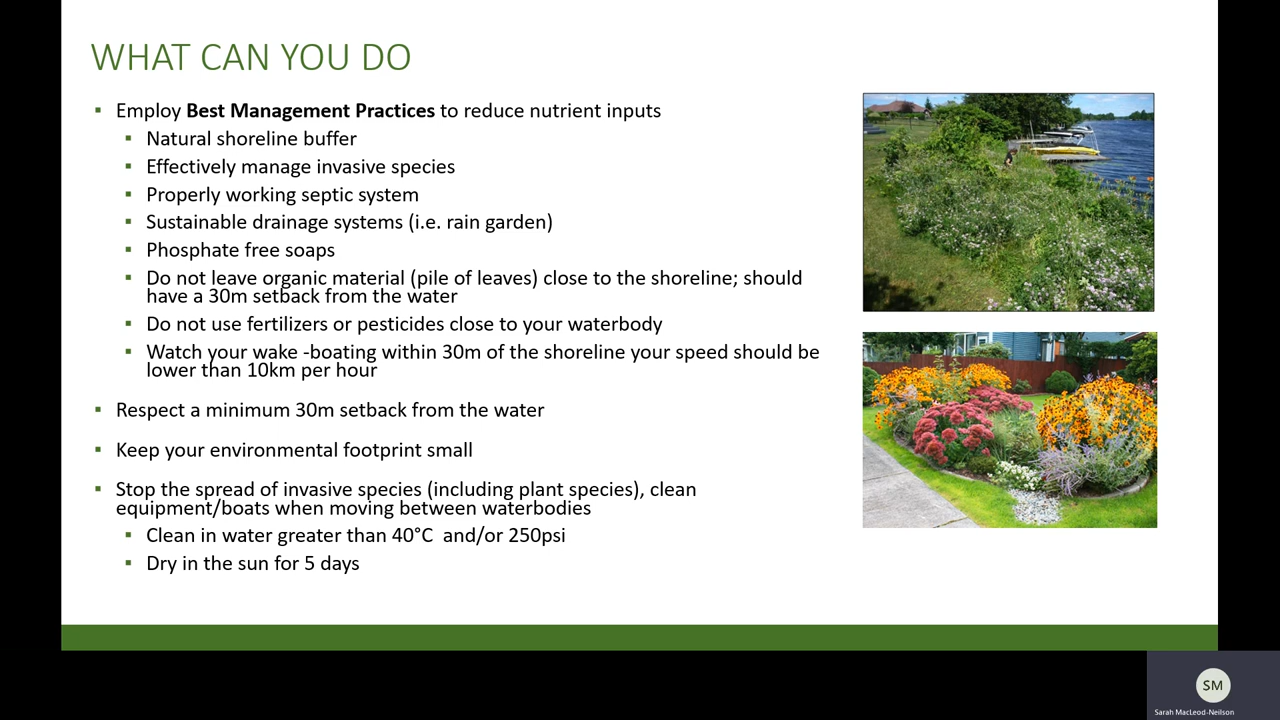 WHAT CAN YOU DO
▪ Employ Best Management Practices to reduce nutrient inputs
▪ Natural shoreline buffer
▪ Effectively manage invasive species
▪ Properly working septic system
▪ Sustainable drainage systems (i.e. rain garden)
▪ Phosphate free soaps
▪ Do not leave organic material (pile of leaves) close to the shoreline; should
have a 30m setback from the water
▪ Do not use fertilizers or pesticides close to your waterbody
▪ Watch your wake -boating within 30m of the shoreline your speed should be
lower than 10km per hour
▪ Respect a minimum 30m setback from the water
▪ Keep your environmental footprint small
▪ Stop the spread of invasive species (including plant species), clean
equipment/boats when moving between waterbodies
▪ Clean in water greater than 40°C  and/or 250psi
▪ Dry in the sun for 5 days
SM
Sarah MacLeod-Neilson